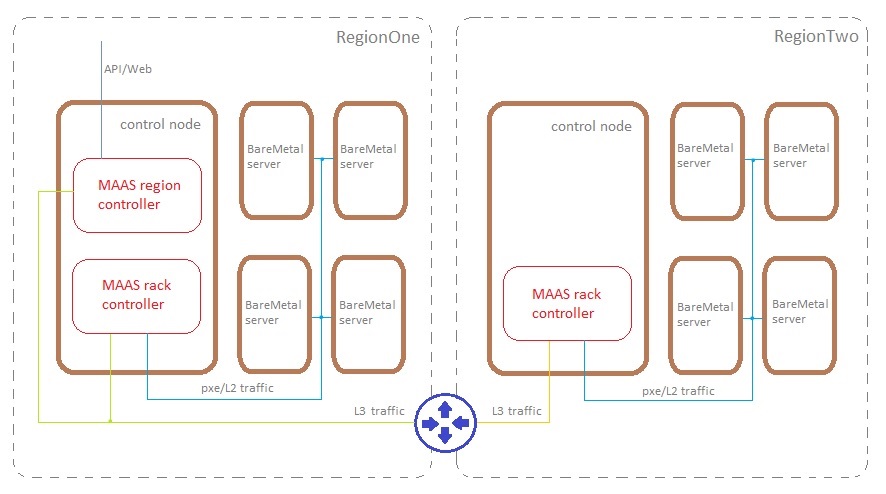 RegionOne
API/Web
control node
MAAS region
controller
MAAS rack
controller
BareMetal
server
BareMetal
server
BareMetal
server
BareMetal
server
pxe/L2 traffic
L3 traffic
RegionTwo
control node
MAAS rack
controller
BareMetal
server
BareMetal
server
BareMetal
server
BareMetal
server
pxe/L2 traffic
L3 traffic